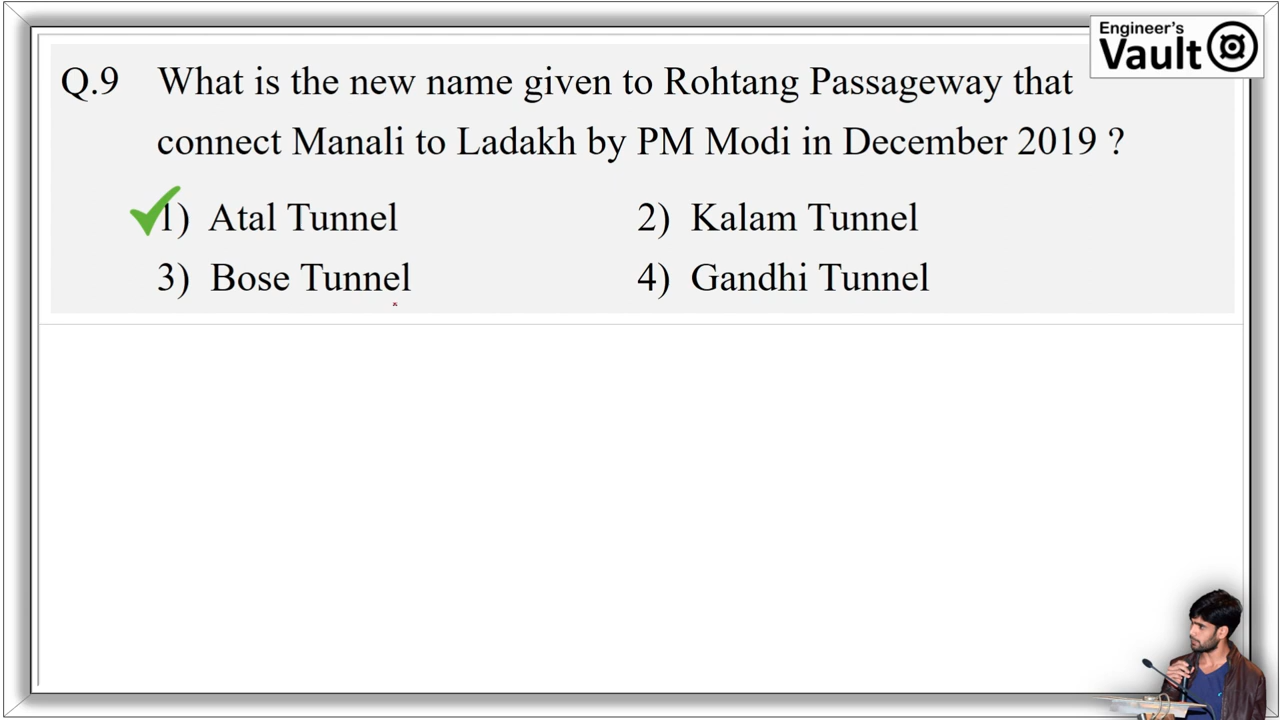 Engineer's
Vault
Q.9 What is the new name given to Rohtang Passageway that
connect Manali to Ladakh by PM Modi in December 2019 ?
1) Atal Tunnel 2) Kalam Tunnel
3) Bose Tunnel 4) Gandhi Tunnel